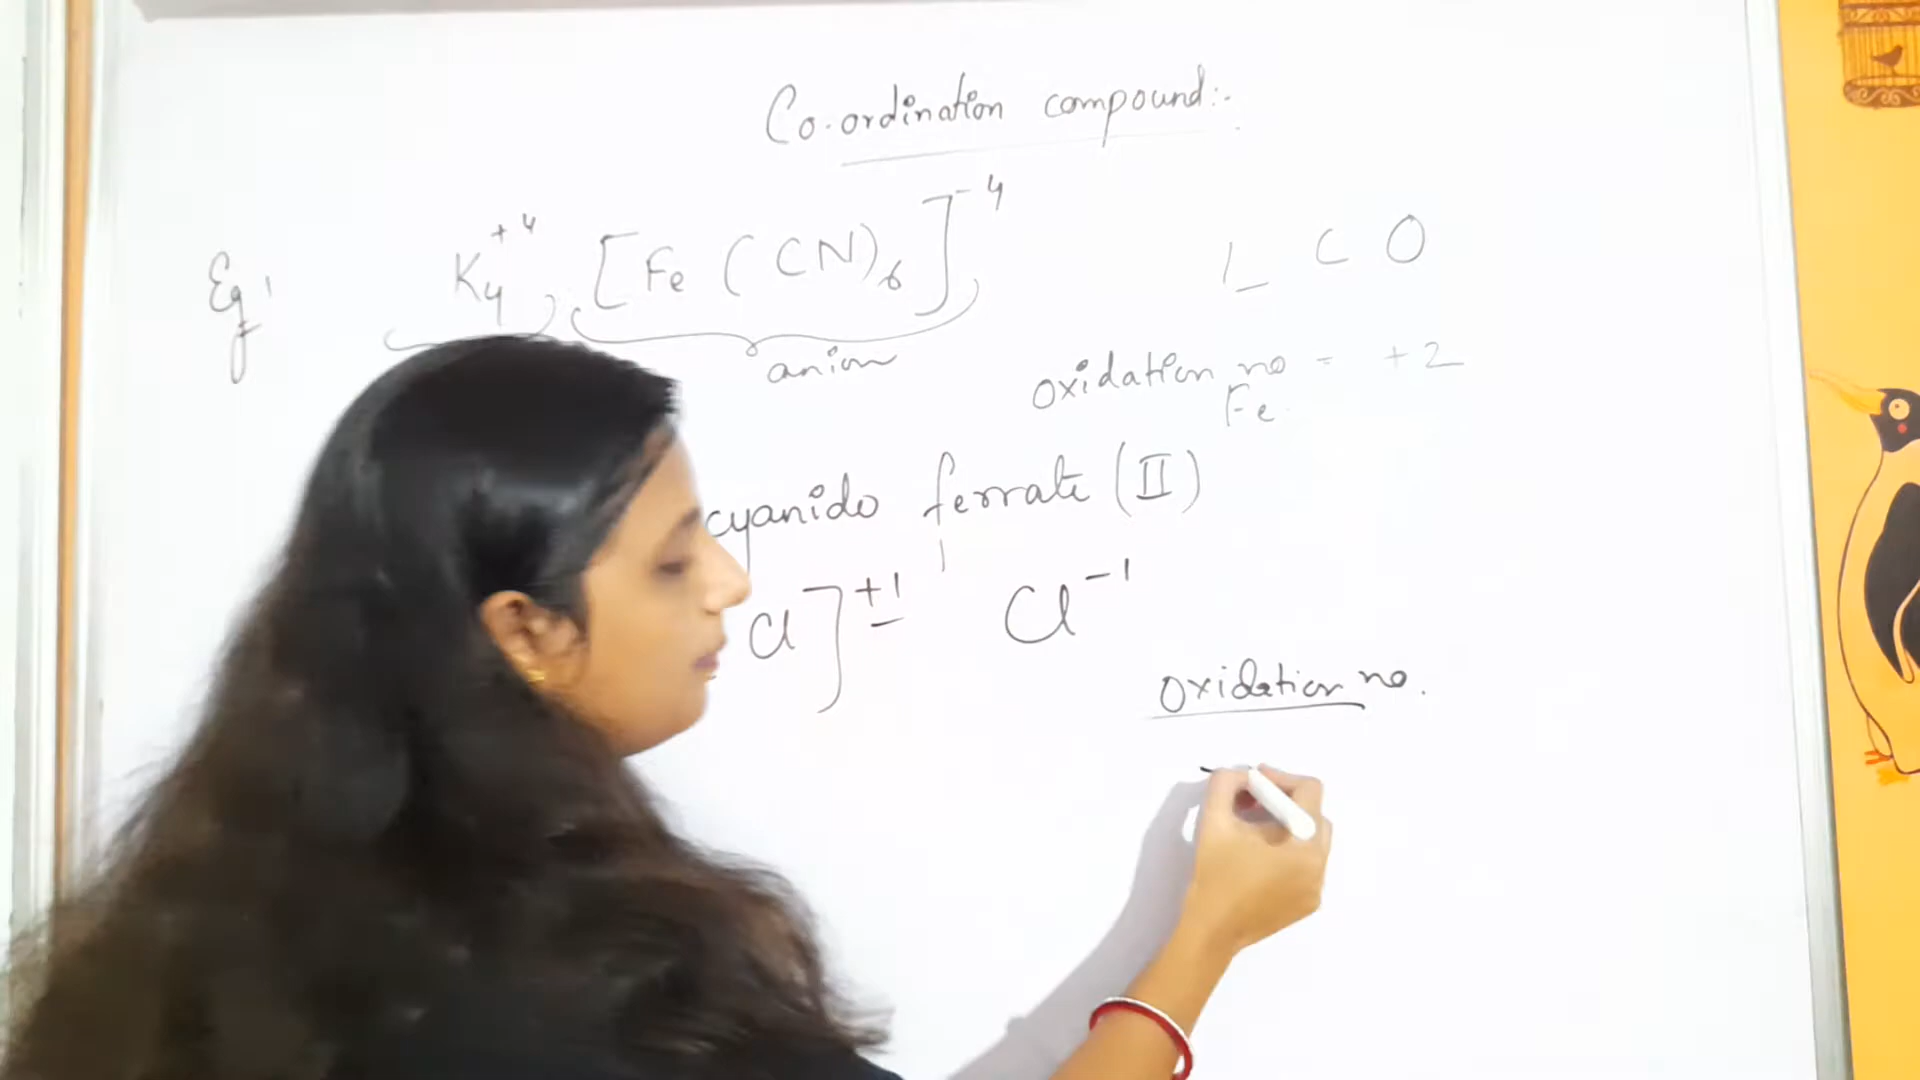 Co-ordination compound:-
Eg' K4+4 [Fe(CN)6]-4 L C O
anion
oxidation no = +2
Fe
cyanido ferrate (II)
Cl]+1 Cl-1
oxidation no.